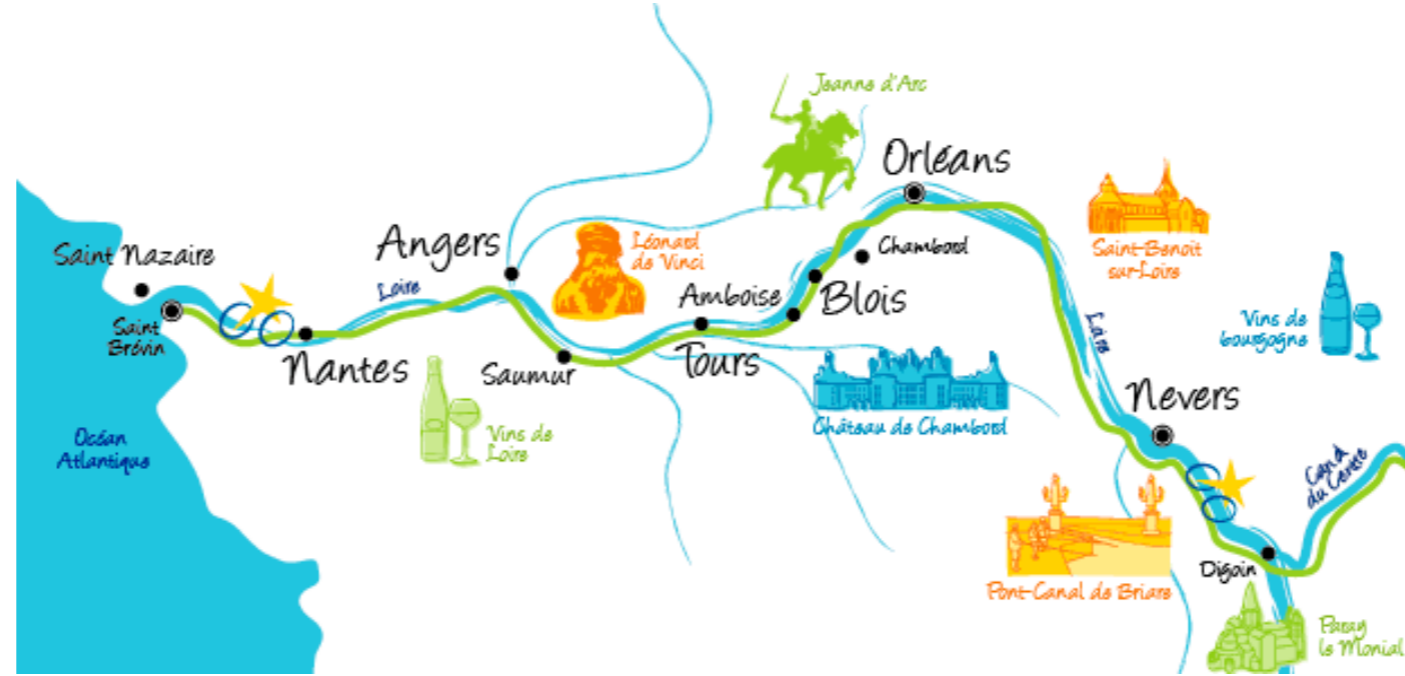 Jeanne d'Arc
Orléans
Saint-Benoît
sur-Loire
Chambord
Angers
Léonard
de Vinci
Saint Nazaire
Loire
Amboise
Blois
Saint
Brévin
Nantes
Saumur
Tours
Loire
Vins de
bourgogne
Château de Chambord
Nevers
Vins de
Loire
Océan
Atlantique
Canal
du Centre
Digoin
Pont-Canal de Briare
Paray
le Monial